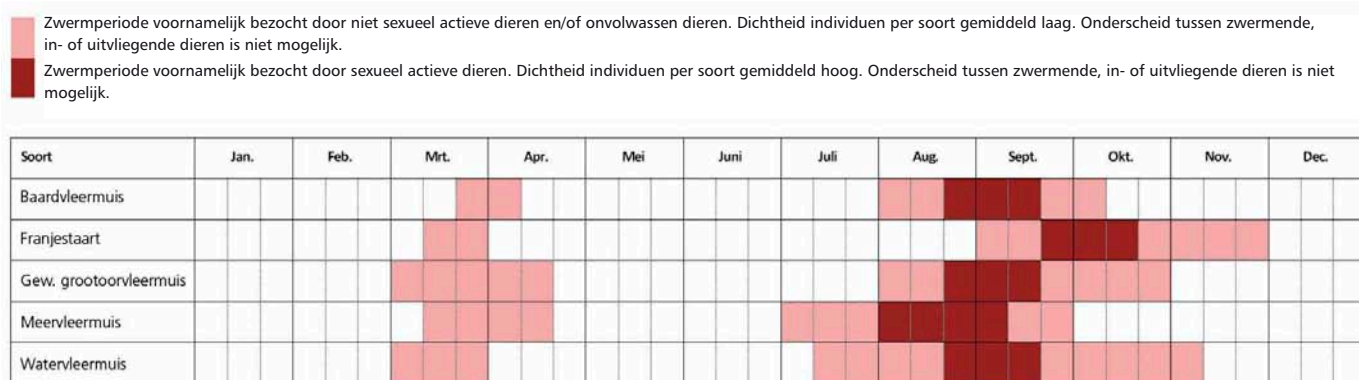 Zwermperiode voornamelijk bezocht door niet sexueel actieve dieren en/of onvolwassen dieren. Dichtheid individuen per soort gemiddeld laag. Onderscheid tussen zwermende,
in- of uitvliegende dieren is niet mogelijk.
Zwermperiode voornamelijk bezocht door sexueel actieve dieren. Dichtheid individuen per soort gemiddeld hoog. Onderscheid tussen zwermende, in- of uitvliegende dieren is niet
mogelijk.
Soort Jan. Feb. Mrt. Apr. Mei Juni Juli Aug. Sept. Okt. Nov. Dec.
Baardvleermuis
Franjestaart
Gew. grootoorvleermuis
Meervleermuis
Watervleermuis